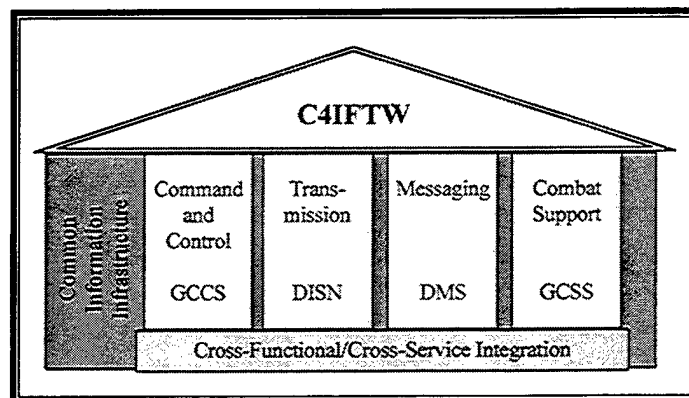 C4IFTW
Common
Information
Infrastructure
Command
and
Control
GCCS
Trans-
mission
DISN
Messaging
DMS
Combat
Support
GCSS
Cross-Functional/Cross-Service Integration